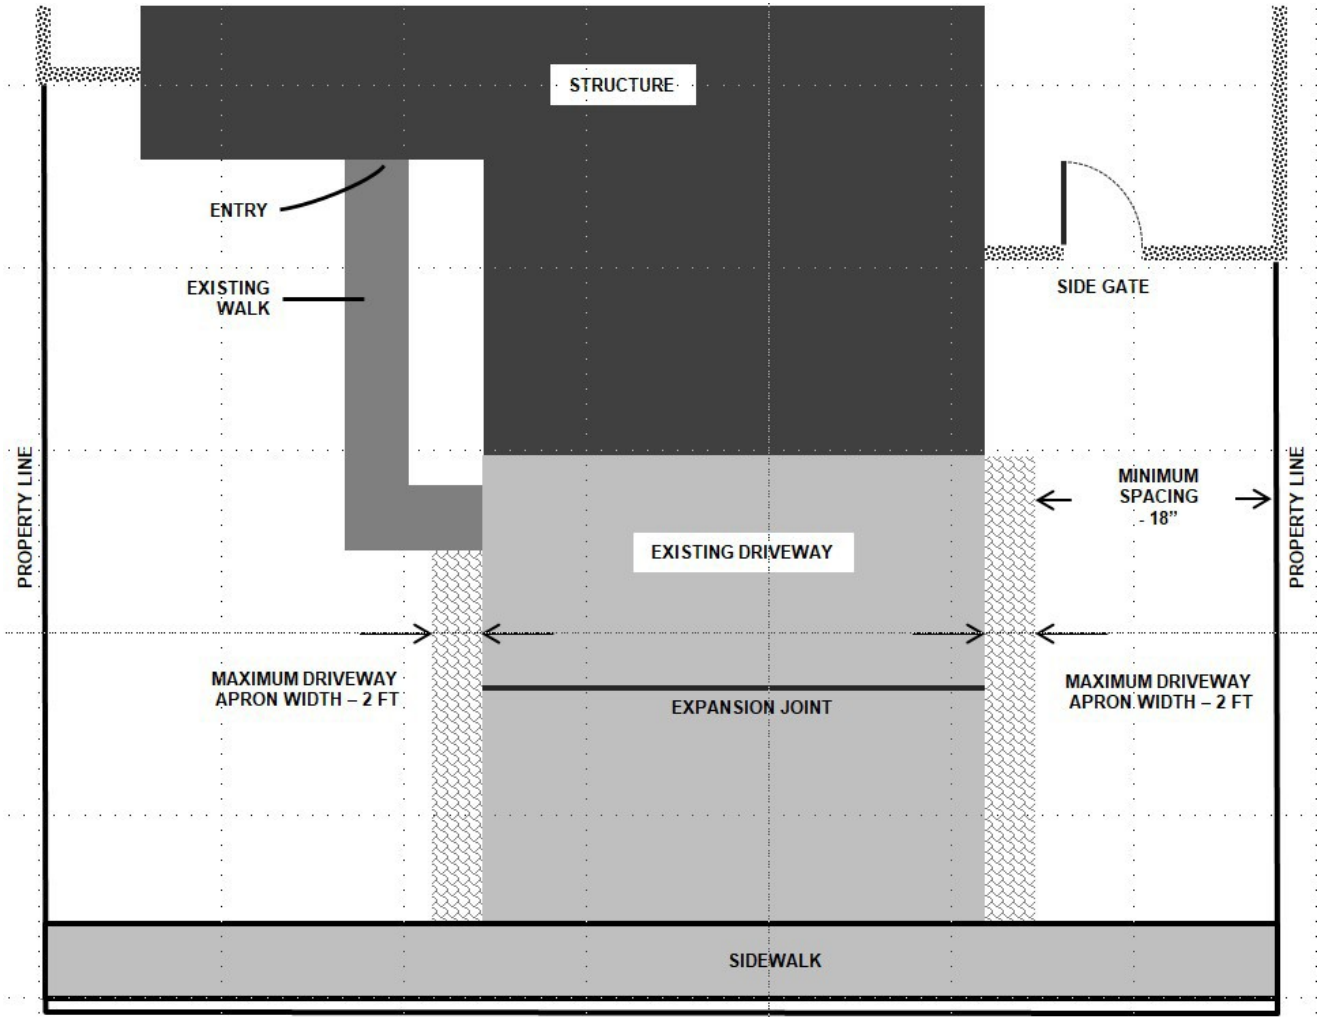 STRUCTURE
ENTRY
EXISTING
WALK
SIDE GATE
PROPERTY LINE
MINIMUM
SPACING
- 18”
PROPERTY LINE
EXISTING DRIVEWAY
MAXIMUM DRIVEWAY
APRON WIDTH – 2 FT
EXPANSION JOINT
MAXIMUM DRIVEWAY
APRON WIDTH – 2 FT
SIDEWALK